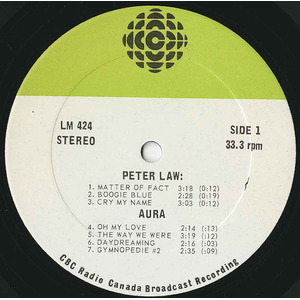 LM 424
STEREO
SIDE 1
33.3 rpm
PETER LAW:
1. MATTER OF FACT 3:18 (0:12)
2. BOOGIE BLUE 2:28 (0:19)
3. CRY MY NAME 3:03 (0:12)
AURA
4. OH MY LOVE 2:14 (:13)
5. THE WAY WE WERE 3:19 (:12)
6. DAYDREAMING 2:16 (:03)
7. GYMNOPEDIE #2 2:35 (:09)
CBC Radio Canada Broadcast Recording